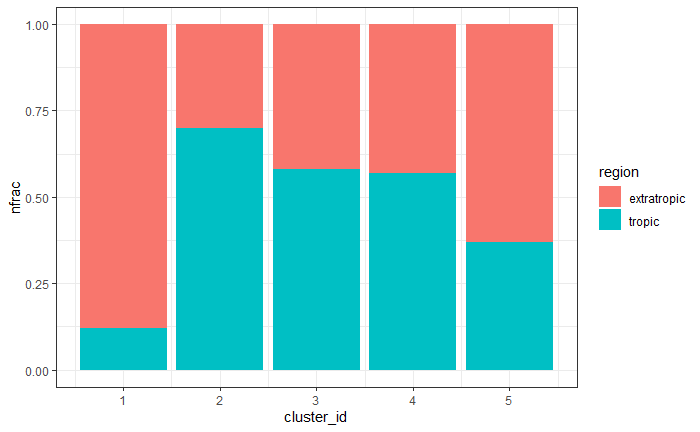 1.00
0.75
0.50
0.25
0.00
nfrac
1 2 3 4 5
cluster_id
region
extratropic
tropic